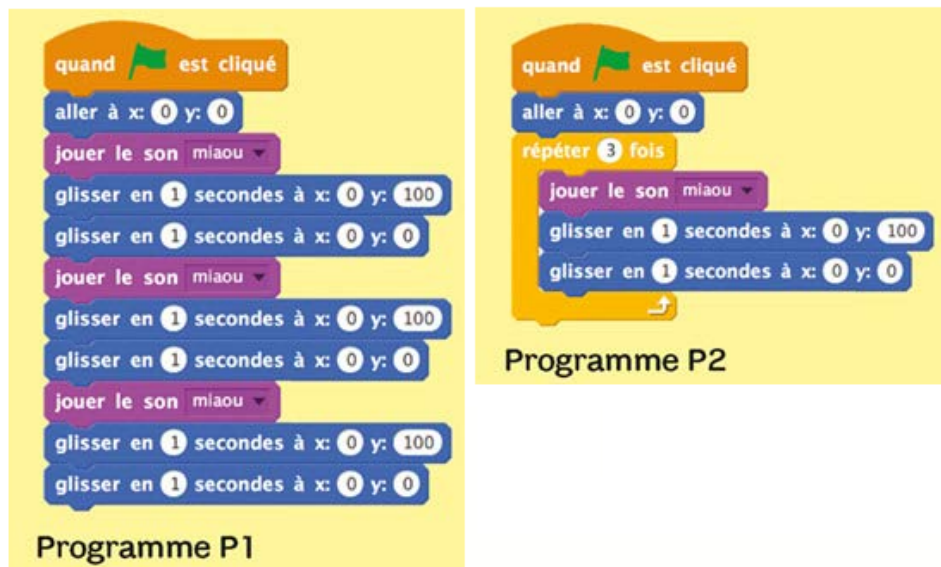 quand est cliqué
aller à x: 0 y: 0
jouer le son miaou
glisser en 1 secondes à x: 0 y: 100
glisser en 1 secondes à x: 0 y: 0
jouer le son miaou
glisser en 1 secondes à x: 0 y: 100
glisser en 1 secondes à x: 0 y: 0
jouer le son miaou
glisser en 1 secondes à x: 0 y: 100
glisser en 1 secondes à x: 0 y: 0
Programme P1
quand est cliqué
aller à x: 0 y: 0
répéter 3 fois
jouer le son miaou
glisser en 1 secondes à x: 0 y: 100
glisser en 1 secondes à x: 0 y: 0
Programme P2